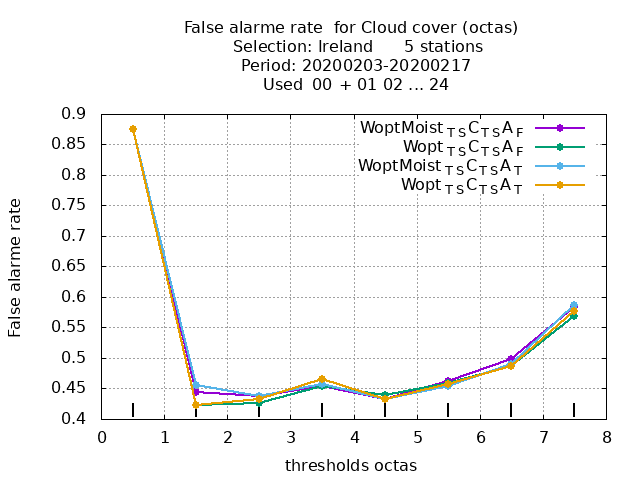 False alarme rate for Cloud cover (octas)
Selection: Ireland 5 stations
Period: 20200203-20200217
Used 00 + 01 02 ... 24
WoptMoist TS C TS A F
Wopt TS C TS A F
WoptMoist TS C TS A T
Wopt TS C TS A T
False alarme rate
0.9
0.85
0.8
0.75
0.7
0.65
0.6
0.55
0.5
0.45
0.4
0 1 2 3 4 5 6 7 8
thresholds octas